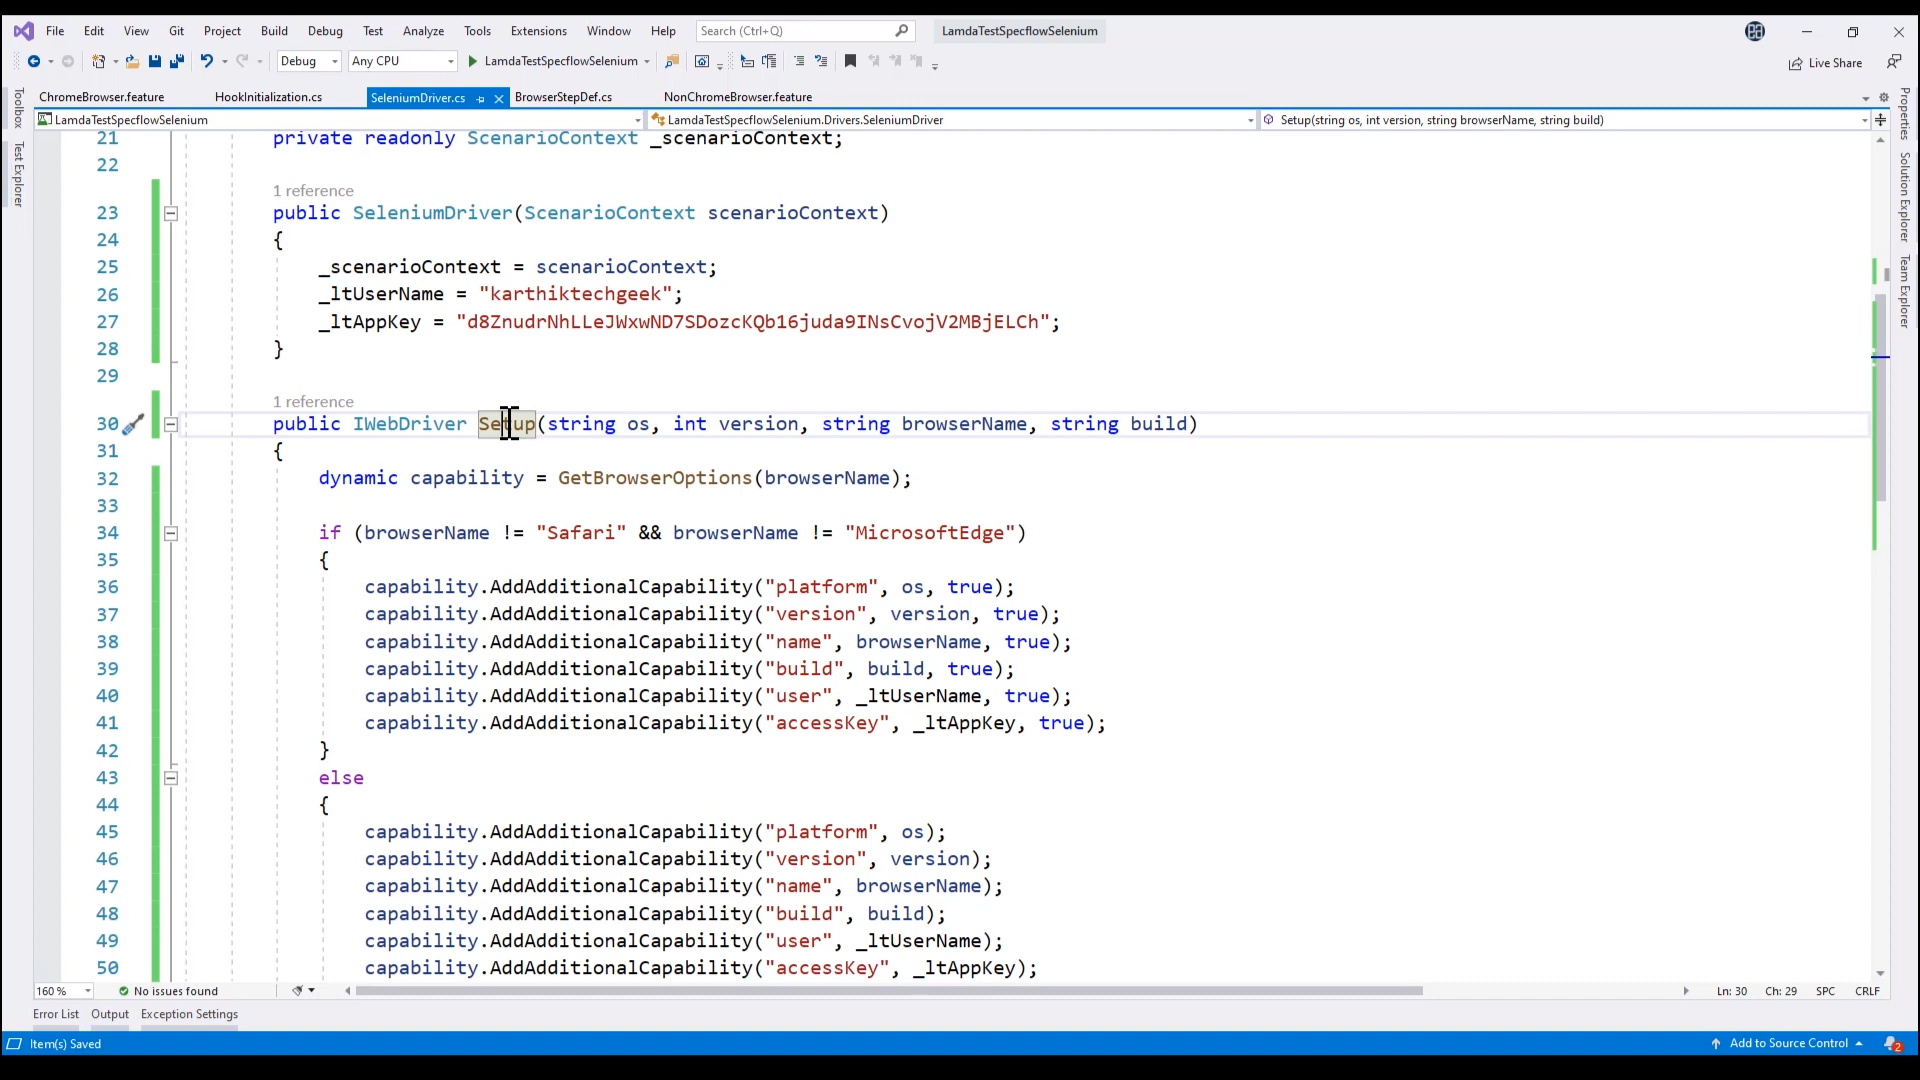 File Edit View Git Project Build Debug Test Analyze Tools Extensions Window Help Search (Ctrl+Q) LamdaTestSpecflowSelenium
Debug Any CPU LamdaTestSpecflowSelenium Live Share
ChromeBrowser.feature HookInitialization.cs SeleniumDriver.cs BrowserStepDef.cs NonChromeBrowser.feature
LamdaTestSpecflowSelenium LamdaTestSpecflowSelenium.Drivers.SeleniumDriver Setup(string os, int version, string browserName, string build)
Toolbox
Test Explorer
Properties
Solution Explorer
Team Explorer
21 private readonly ScenarioContext _scenarioContext;
22
1 reference
23 public SeleniumDriver(ScenarioContext scenarioContext)
24 {
25 _scenarioContext = scenarioContext;
26 _ltUserName = "karthiktechgeek";
27 _ltAppKey = "d8ZnudrNhLLeJWxwND7SDozcKQb16juda9INsCvojV2MBjELCh";
28 }
29
1 reference
30 public IWebDriver Setup(string os, int version, string browserName, string build)
31 {
32 dynamic capability = GetBrowserOptions(browserName);
33
34 if (browserName != "Safari" && browserName != "MicrosoftEdge")
35 {
36 capability.AddAdditionalCapability("platform", os, true);
37 capability.AddAdditionalCapability("version", version, true);
38 capability.AddAdditionalCapability("name", browserName, true);
39 capability.AddAdditionalCapability("build", build, true);
40 capability.AddAdditionalCapability("user", _ltUserName, true);
41 capability.AddAdditionalCapability("accessKey", _ltAppKey, true);
42 }
43 else
44 {
45 capability.AddAdditionalCapability("platform", os);
46 capability.AddAdditionalCapability("version", version);
47 capability.AddAdditionalCapability("name", browserName);
48 capability.AddAdditionalCapability("build", build);
49 capability.AddAdditionalCapability("user", _ltUserName);
50 capability.AddAdditionalCapability("accessKey", _ltAppKey);
160 % No issues found Ln: 30 Ch: 29 SPC CRLF
Error List Output Exception Settings
Item(s) Saved Add to Source Control 2